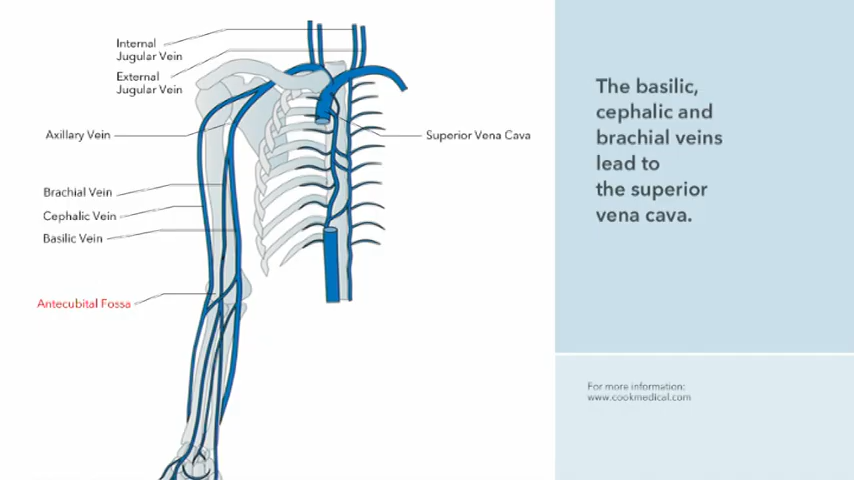 Internal
Jugular Vein
External
Jugular Vein
Axillary Vein
Superior Vena Cava
Brachial Vein
Cephalic Vein
Basilic Vein
Antecubital Fossa
The basilic,
cephalic and
brachial veins
lead to
the superior
vena cava.
For more information:
www.cookmedical.com